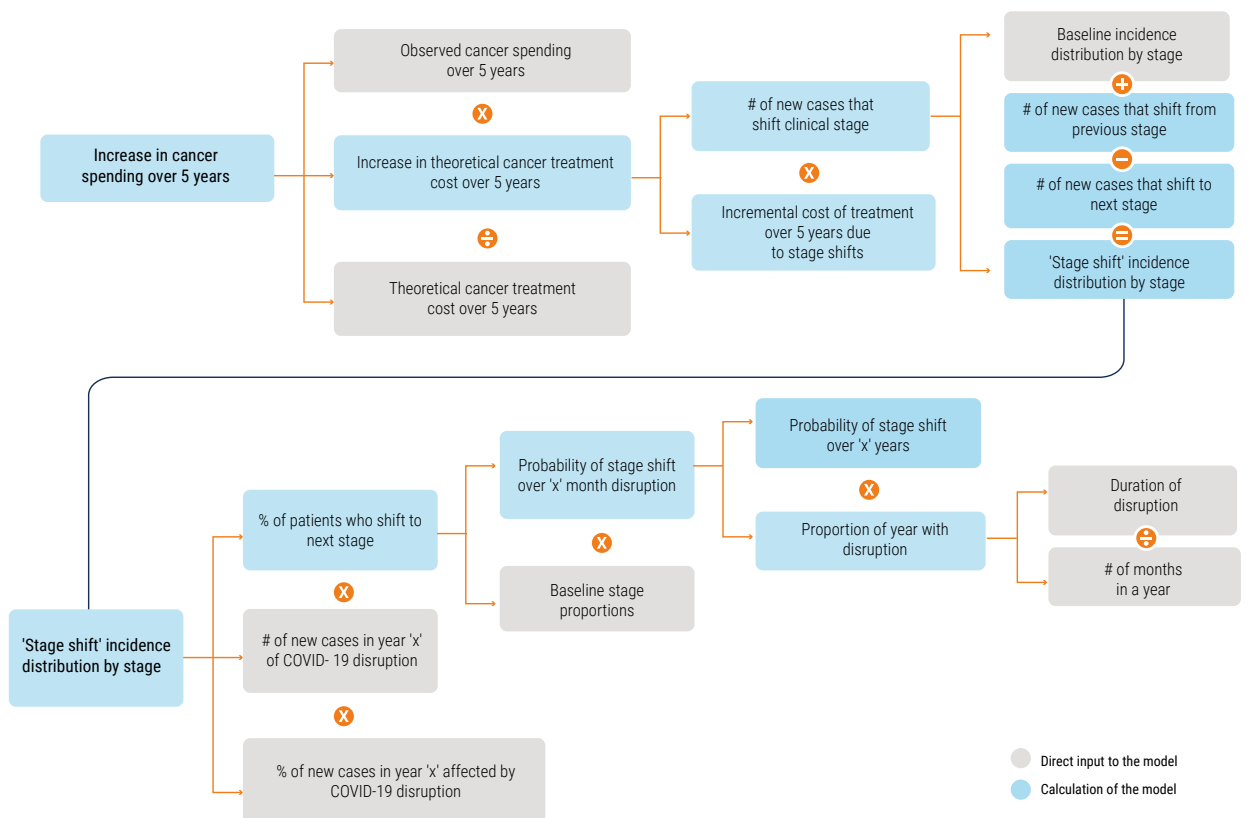 Observed cancer spending
over 5 years
X
Increase in cancer
spending over 5 years
Increase in theoretical cancer treatment
cost over 5 years
÷
Theoretical cancer treatment
cost over 5 years
# of new cases that
shift clinical stage
X
Incremental cost of treatment
over 5 years due
to stage shifts
Baseline incidence
distribution by stage
+
# of new cases that shift from
previous stage
−
# of new cases that shift to
next stage
=
'Stage shift' incidence
distribution by stage
'Stage shift' incidence
distribution by stage
% of patients who shift to
next stage
X
# of new cases in year 'x'
of COVID- 19 disruption
X
% of new cases in year 'x' affected by
COVID-19 disruption
Probability of stage shift
over 'x' month disruption
X
Baseline stage
proportions
Probability of stage shift
over 'x' years
X
Proportion of year with
disruption
Duration of
disruption
÷
# of months
in a year
Direct input to the model
Calculation of the model